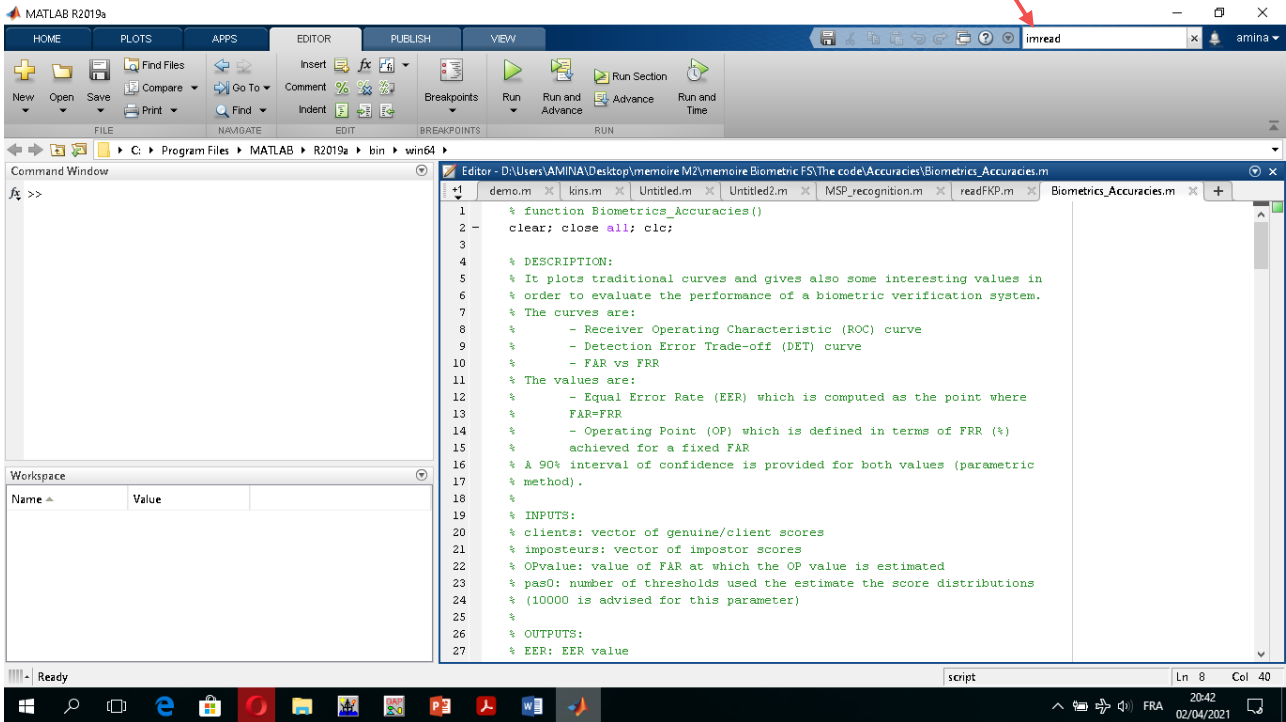 MATLAB R2019a
HOME PLOTS APPS EDITOR PUBLISH VIEW imread amina
Find Files Insert fx
Compare Go To Comment Run Section
New Open Save Print Find Indent Breakpoints Run Run and Advance Advance Run and Time
FILE NAVIGATE EDIT BREAKPOINTS RUN
C: Program Files MATLAB R2019a bin win64
Command Window
fx >>
Workspace
Name Value
Editor - D:\Users\AMINA\Desktop\memoire M2\memoire Biometric FS\The code\Accuracies\Biometrics_Accuracies.m
+1 demo.m kins.m Untitled.m Untitled2.m MSP_recognition.m readFKP.m Biometrics_Accuracies.m +
1 % function Biometrics_Accuracies()
2 – clear; close all; clc;
3
4 % DESCRIPTION:
5 % It plots traditional curves and gives also some interesting values in
6 % order to evaluate the performance of a biometric verification system.
7 % The curves are:
8 % - Receiver Operating Characteristic (ROC) curve
9 % - Detection Error Trade-off (DET) curve
10 % - FAR vs FRR
11 % The values are:
12 % - Equal Error Rate (EER) which is computed as the point where
13 % FAR=FRR
14 % - Operating Point (OP) which is defined in terms of FRR (%)
15 % achieved for a fixed FAR
16 % A 90% interval of confidence is provided for both values (parametric
17 % method).
18 %
19 % INPUTS:
20 % clients: vector of genuine/client scores
21 % imposteurs: vector of impostor scores
22 % OPvalue: value of FAR at which the OP value is estimated
23 % pas0: number of thresholds used the estimate the score distributions
24 % (10000 is advised for this parameter)
25 %
26 % OUTPUTS:
27 % EER: EER value
Ready script Ln 8 Col 40
FRA 20:42
02/04/2021